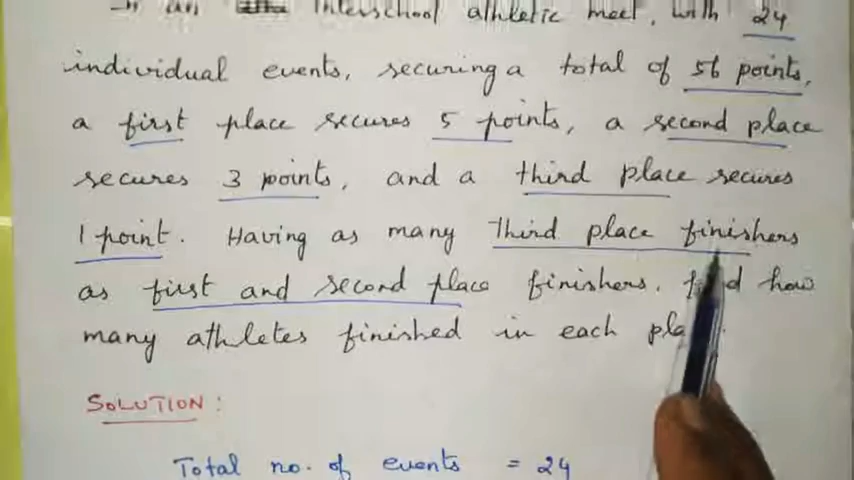 an Interschool athletic meet, with 24
individual events, securing a total of 56 points,
a first place secures 5 points, a second place
secures 3 points, and a third place secures
1 point. Having as many third place finishers
as first and second place finishers, how
many athletes finished in each
SOLUTION :
Total no. of events = 24